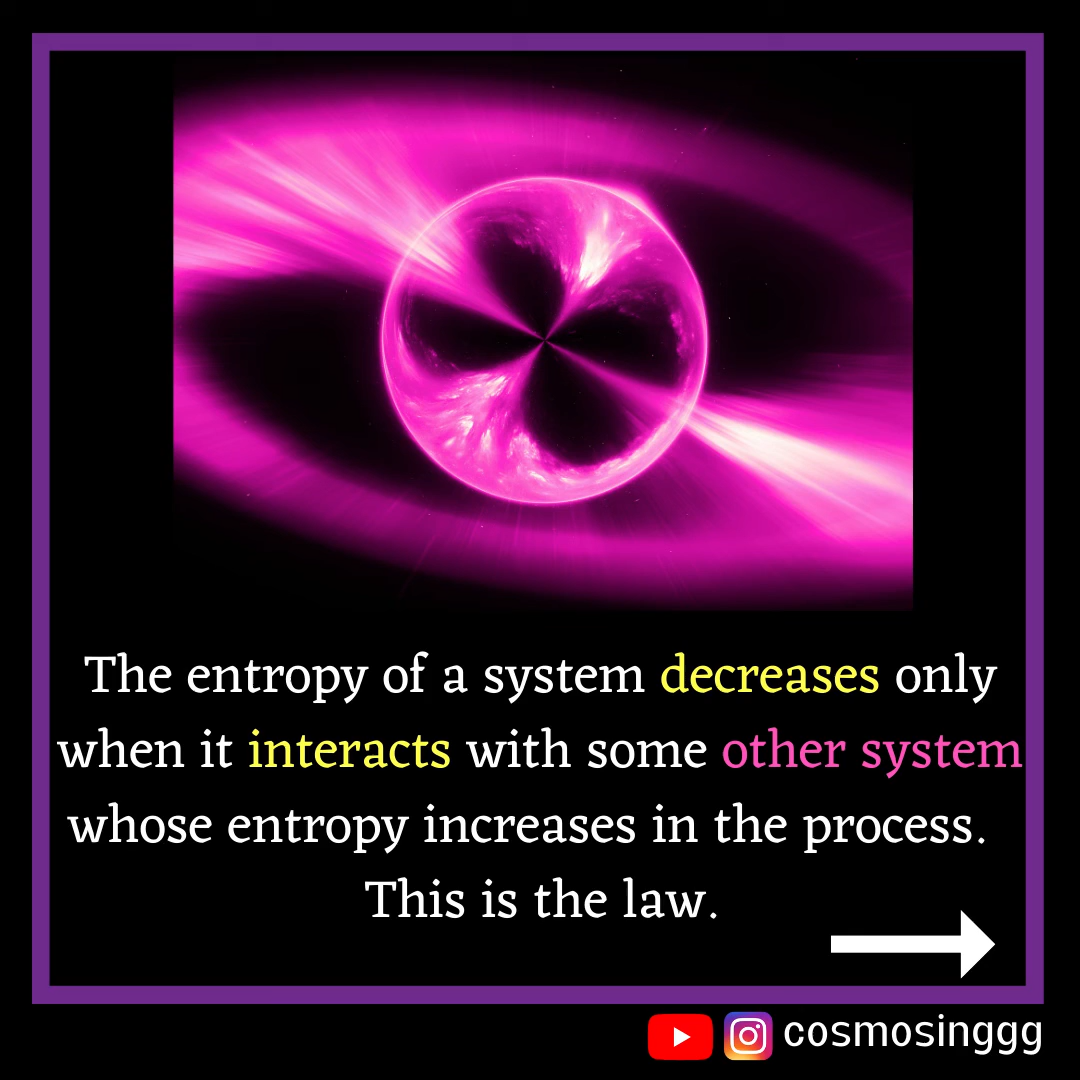 The entropy of a system decreases only
when it interacts with some other system
whose entropy increases in the process.
This is the law.
cosmosinggg